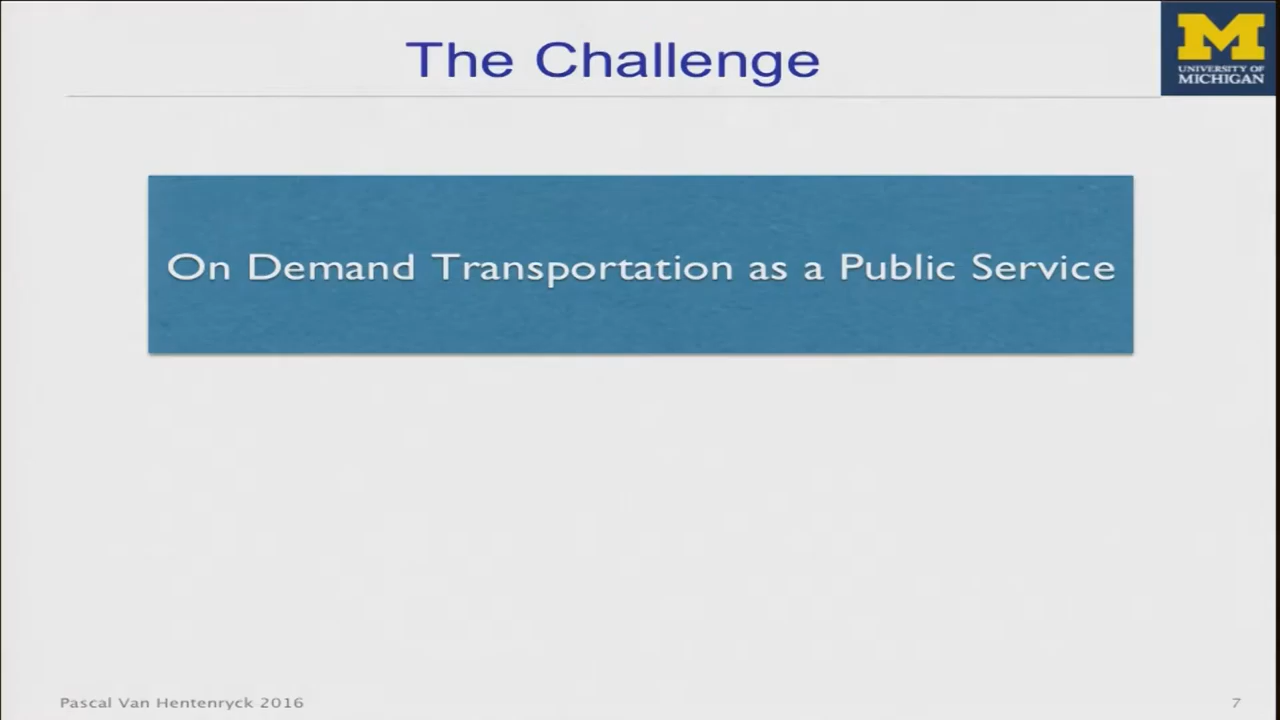 The Challenge
M
UNIVERSITY OF
MICHIGAN
On Demand Transportation as a Public Service
Pascal Van Hentenryck 2016
7